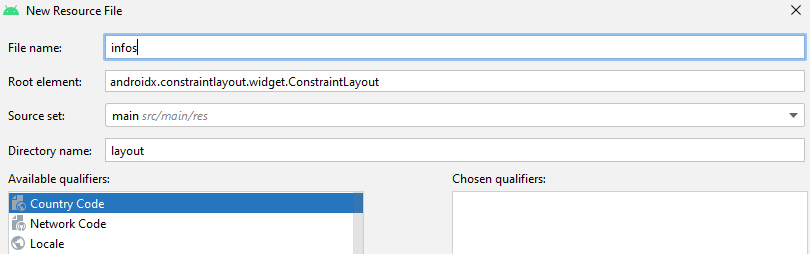 New Resource File
File name: infos
Root element: androidx.constraintlayout.widget.ConstraintLayout
Source set: main src/main/res
Directory name: layout
Available qualifiers: Chosen qualifiers:
Country Code
Network Code
Locale